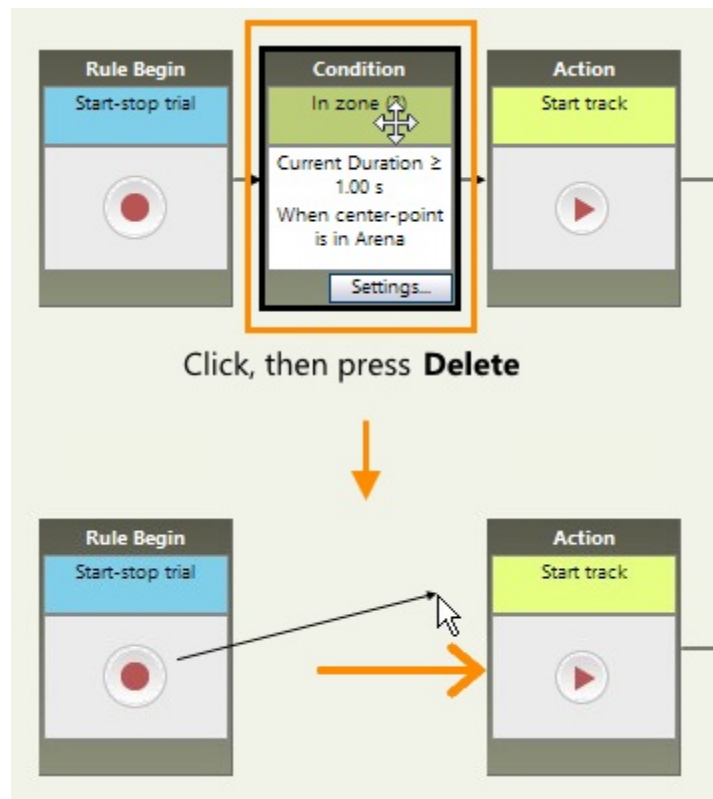 Rule Begin
Condition
Action
Start-stop trial
In zone (2)
Start track
Current Duration ≥
1.00 s
When center-point
is in Arena
Settings...
Click, then press Delete
Rule Begin
Action
Start-stop trial
Start track